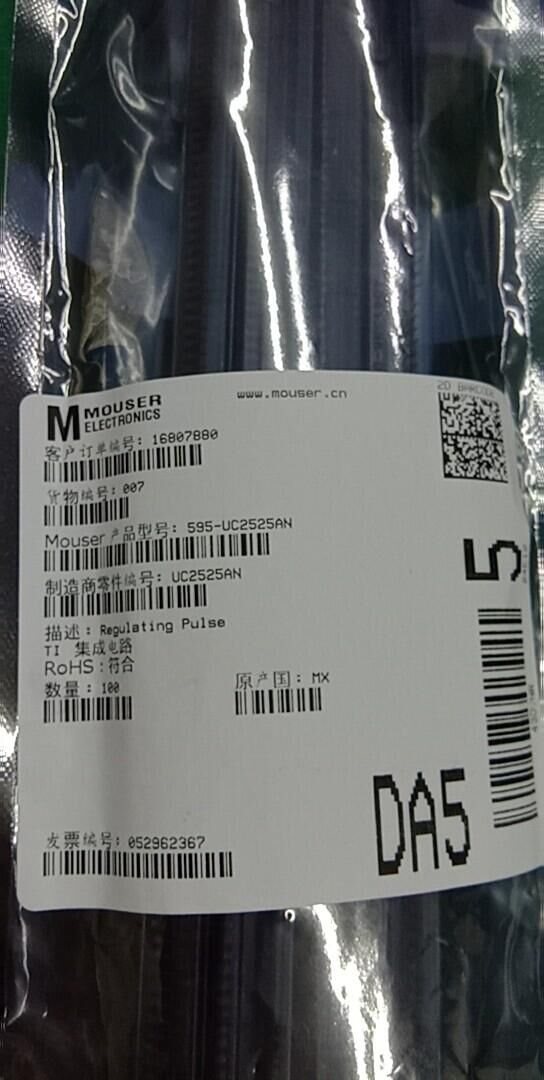 MOUSER
ELECTRONICS
www.mouser.cn
2D BARCODE
客户订单编号: 16807880
货物编号: 007
Mouser 产品型号: 595-UC2525AN
制造商零件编号: UC2525AN
描述: Regulating Pulse
TI 集成电路
RoHS: 符合
数量: 100
原产国: MX
5
DA5
发票编号: 052962367